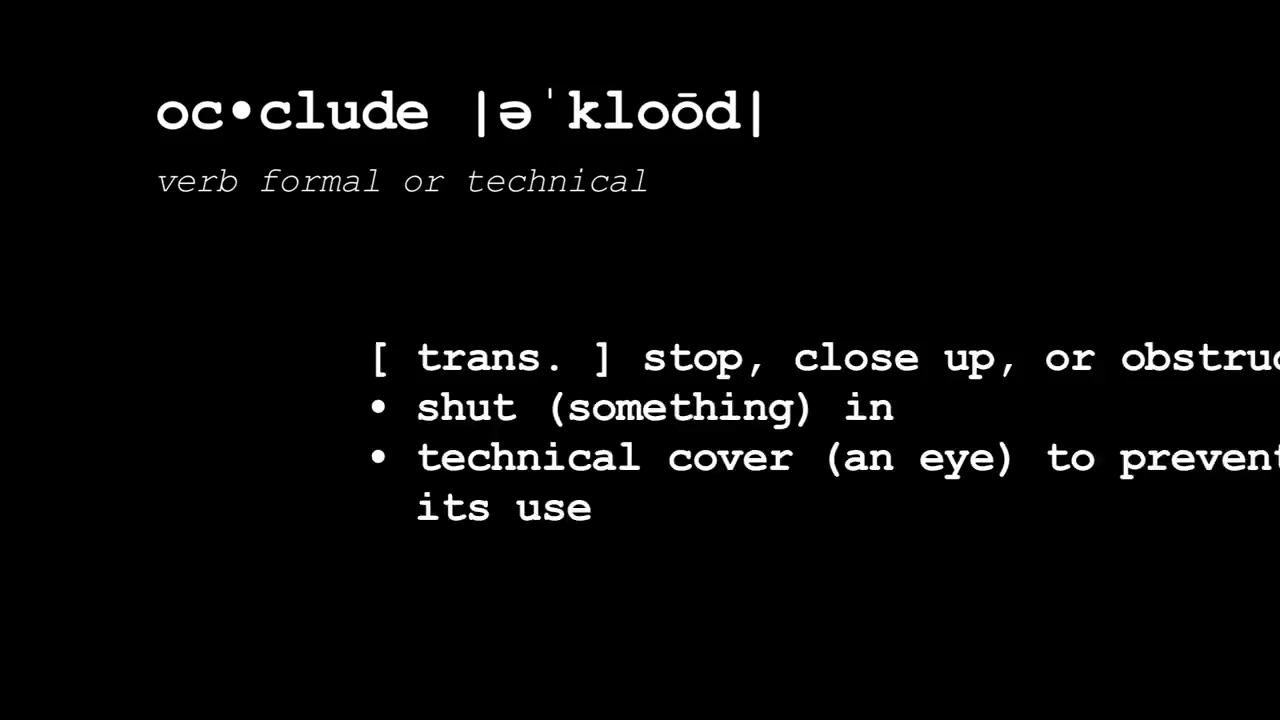 oc•clude |əˈklo͞od|
verb formal or technical
[ trans. ] stop, close up, or
• shut (something) in
• technical cover (an eye) to prevent
its use